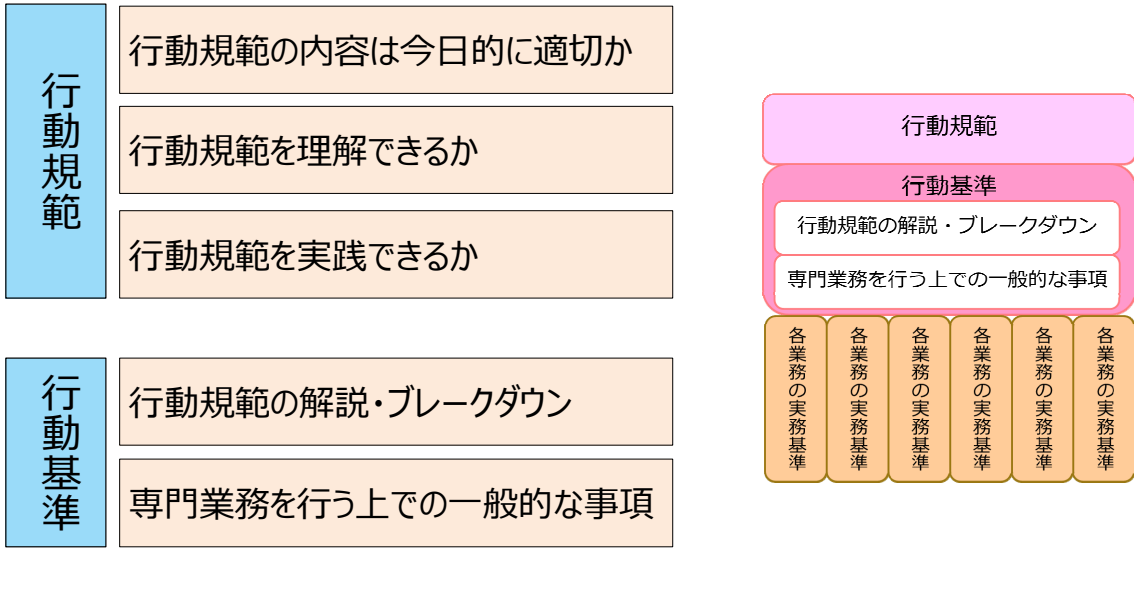 行動規範
行動規範の内容は今日的に適切か
行動規範を理解できるか
行動規範を実践できるか
行動基準
行動規範の解説・ブレークダウン
専門業務を行う上での一般的な事項
行動規範
行動基準
行動規範の解説・ブレークダウン
専門業務を行う上での一般的な事項
各業務の実務基準
各業務の実務基準
各業務の実務基準
各業務の実務基準
各業務の実務基準
各業務の実務基準